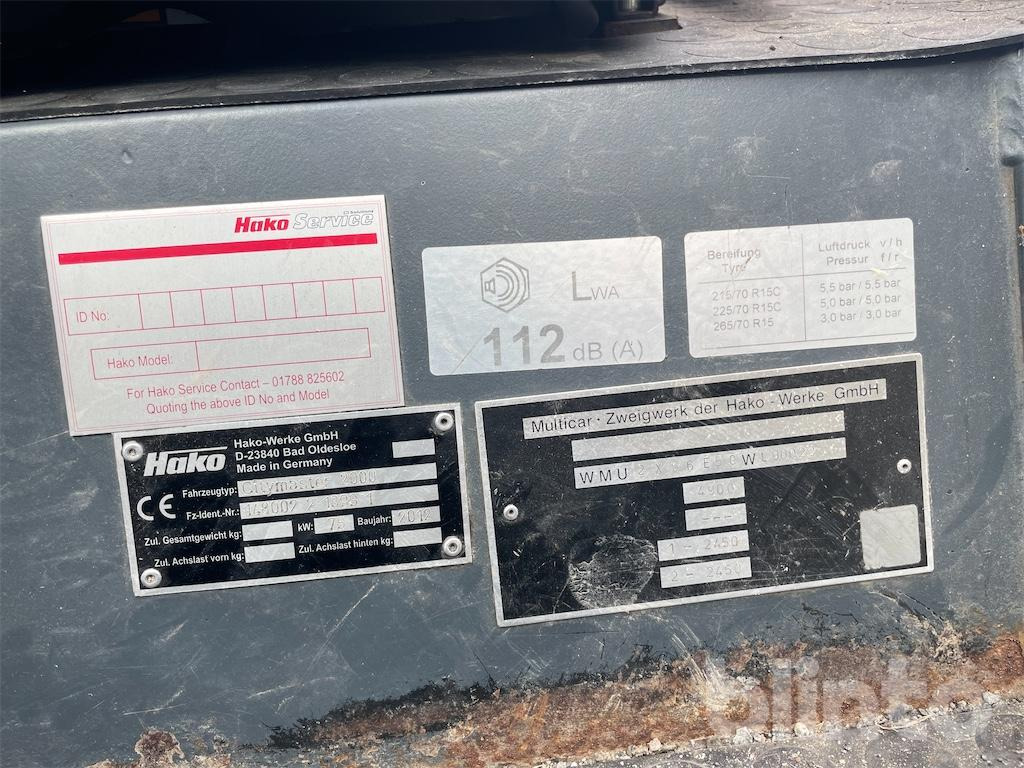 Hako Service
ID No:
Hako Model:
For Hako Service Contact – 01788 825602
Quoting the above ID No and Model
LWA
112 dB (A)
Bereifung Luftdruck v / h
Tyre Pressur f / r
215/70 R15C 5,5 bar / 5,5 bar
225/70 R15C 5,0 bar / 5,0 bar
265/70 R15 3,0 bar / 3,0 bar
Hako
Hako-Werke GmbH
D-23840 Bad Oldesloe
Made in Germany
CE
Fahrzeugtyp: Citymaster 2000
Fz-Ident.-Nr.:
Zul. Gesamtgewicht kg: kW: 75 Baujahr: 2012
Zul. Achslast vorn kg: Zul. Achslast hinten kg:
Multicar · Zweigwerk der Hako - Werke GmbH
4900
1 – 2450
2 – 2450
blinto